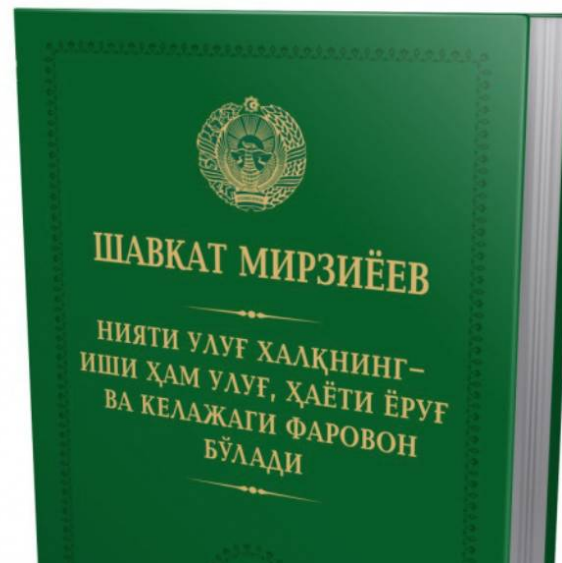 ШАВКАТ МИРЗИЁЕВ
НИЯТИ УЛУҒ ХАЛҚНИНГ–
ИШИ ҲАМ УЛУҒ, ҲАЁТИ ЁРУҒ
ВА КЕЛАЖАГИ ФАРОВОН
БЎЛАДИ